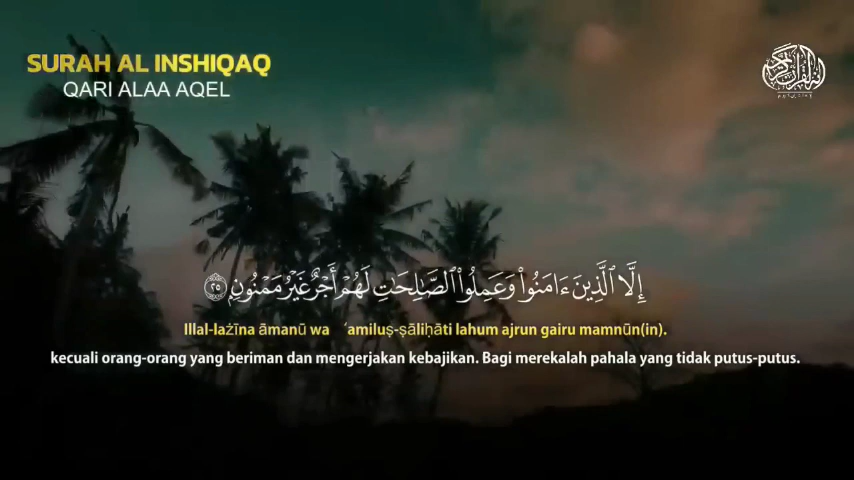 SURAH AL INSHIQAQ
QARI ALAA AQEL
إِلَّا ٱلَّذِينَ ءَامَنُوا۟ وَعَمِلُوا۟ ٱلصَّٰلِحَٰتِ لَهُمْ أَجْرٌ غَيْرُ مَمْنُونٍۭ ٢٥
Illal-lażīna āmanū wa ‘amiluṣ-ṣāliḥāti lahum ajrun gairu mamnūn(in).
kecuali orang-orang yang beriman dan mengerjakan kebajikan. Bagi merekalah pahala yang tidak putus-putus.